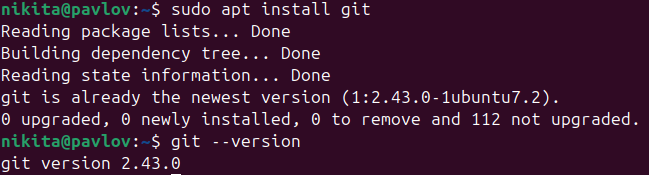 nikita@pavlov:~$ sudo apt install git
Reading package lists... Done
Building dependency tree... Done
Reading state information... Done
git is already the newest version (1:2.43.0-1ubuntu7.2).
0 upgraded, 0 newly installed, 0 to remove and 112 not upgraded.
nikita@pavlov:~$ git --version
git version 2.43.0